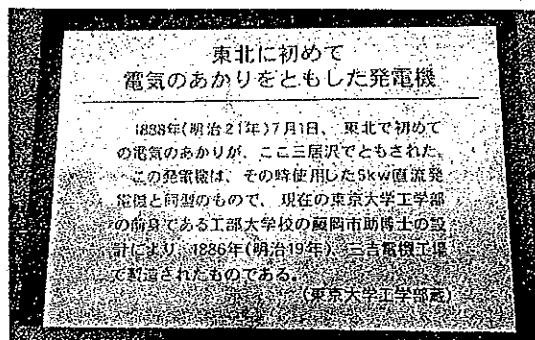 東北に初めて
電気のあかりをともした発電機
1888年(明治21年)7月1日、東北で初めて
の電気のあかりが、ここ三居沢でともされた。
この発電機は、その時使用した5kw直流発
電機と同型のもので、現在の東京大学工学部
の前身である工部大学校の藤岡市助博士の設
計により、1886年(明治19年)、三吉電機工場
で製造されたものである。
(東京大学工学部蔵)